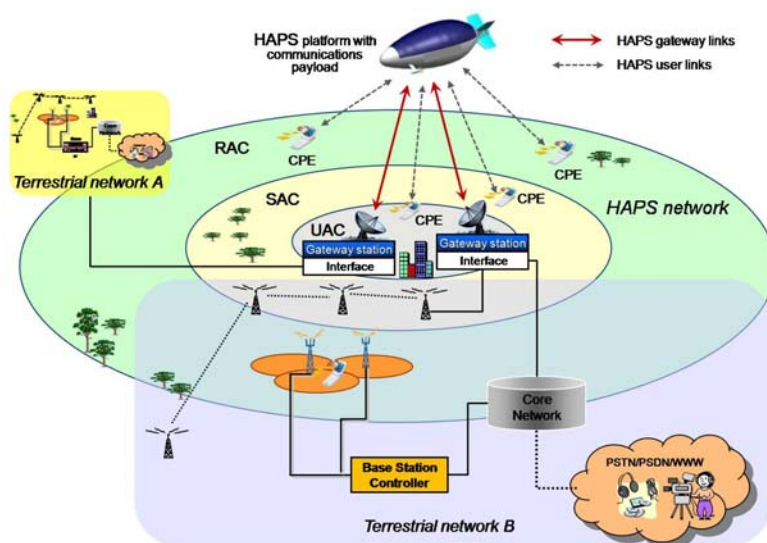 HAPS platform with
communications
payload
HAPS gateway links
HAPS user links
RAC
CPE
CPE
Terrestrial network A
SAC
CPE
CPE
HAPS network
UAC
Gateway station
Interface
Gateway station
Interface
Core
Network
Base Station
Controller
PSTN/PSDN/WWW
Terrestrial network B